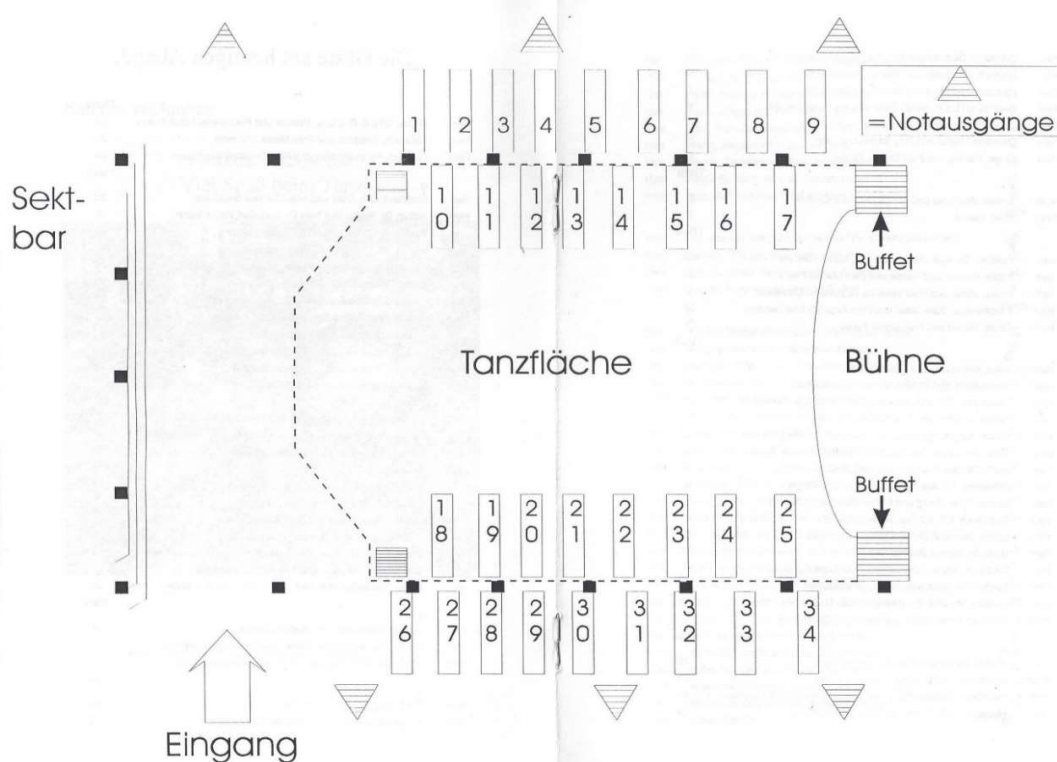 1 2 3 4 5 6 7 8 9
=Notausgänge
Sekt-
bar
10 11 12 13 14 15 16 17
Buffet
Tanzfläche
Bühne
Buffet
18 19 20 21 22 23 24 25
26 27 28 29 30 31 32 33 34
Eingang